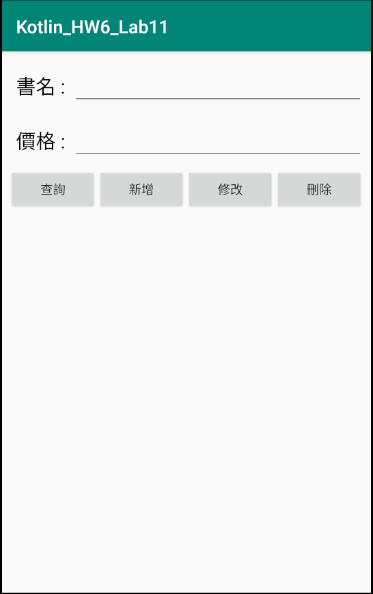 Kotlin_HW6_Lab11
書名 :
價格 :
查詢 新增 修改 刪除